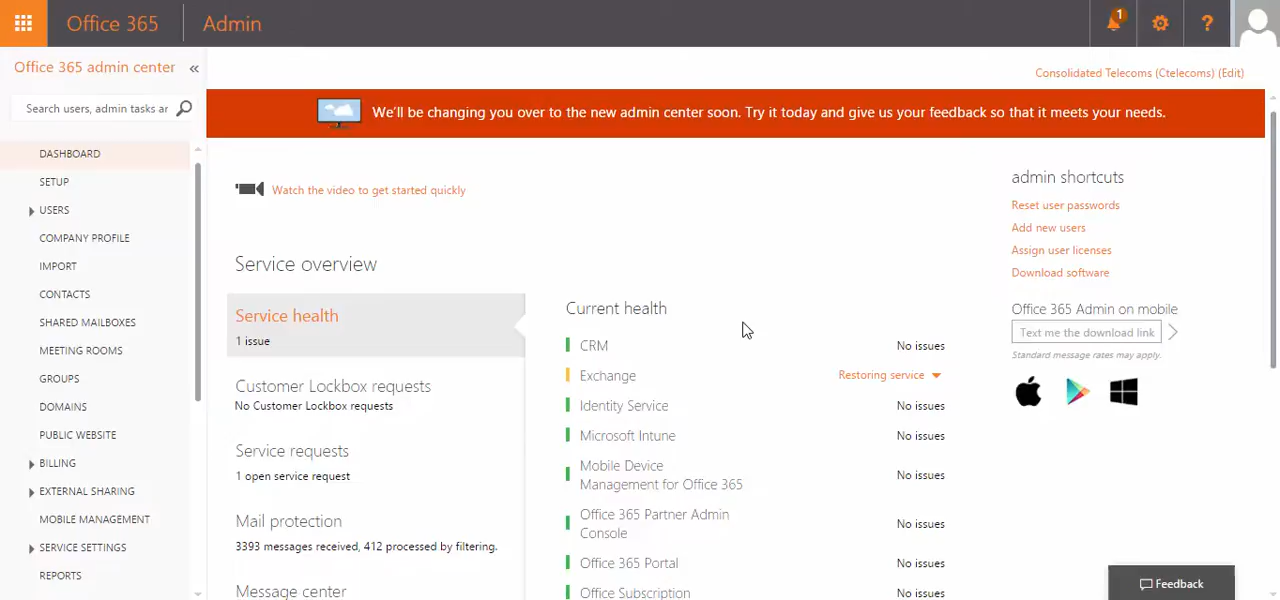 Office 365
Admin
1
?
Office 365 admin center «
Search users, admin tasks ar
Consolidated Telecoms (Ctelecoms) (Edit)
We'll be changing you over to the new admin center soon. Try it today and give us your feedback so that it meets your needs.
DASHBOARD
SETUP
USERS
COMPANY PROFILE
IMPORT
CONTACTS
SHARED MAILBOXES
MEETING ROOMS
GROUPS
DOMAINS
PUBLIC WEBSITE
BILLING
EXTERNAL SHARING
MOBILE MANAGEMENT
SERVICE SETTINGS
REPORTS
Watch the video to get started quickly
Service overview
Service health
1 issue
Customer Lockbox requests
No Customer Lockbox requests
Service requests
1 open service request
Mail protection
3393 messages received, 412 processed by filtering.
Message center
Current health
CRM No issues
Exchange Restoring service
Identity Service No issues
Microsoft Intune No issues
Mobile Device
Management for Office 365 No issues
Office 365 Partner Admin
Console No issues
Office 365 Portal No issues
Office Subscription No issues
admin shortcuts
Reset user passwords
Add new users
Assign user licenses
Download software
Office 365 Admin on mobile
Text me the download link
Standard message rates may apply.
Feedback